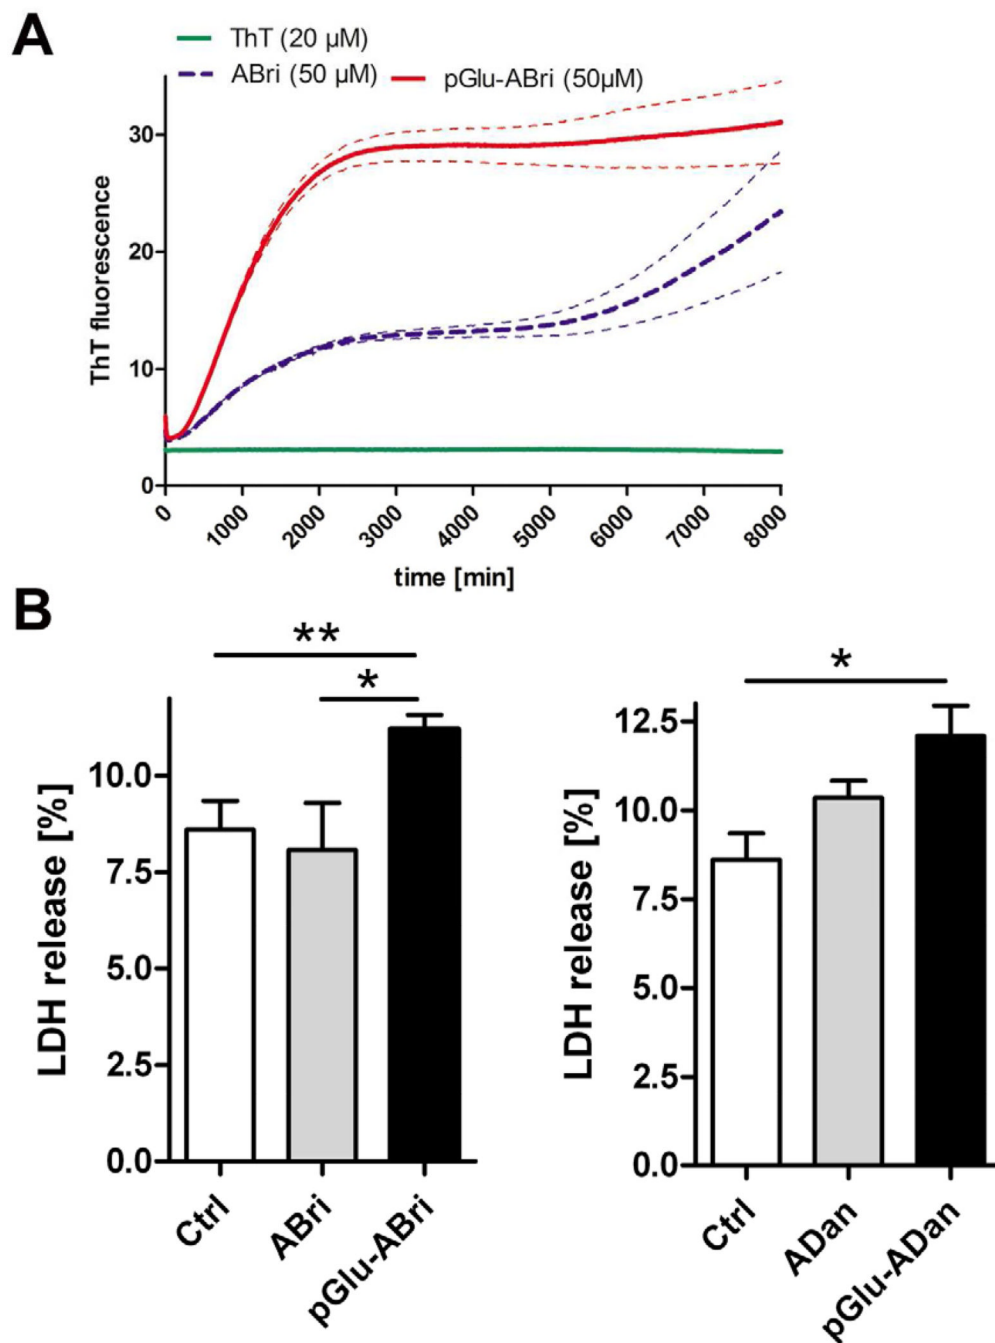 A
ThT (20 µM)
ABri (50 µM)
pGlu-ABri (50µM)
30
20
10
0
ThT fluorescence
0
1000
2000
3000
4000
5000
6000
7000
8000
time [min]
B
**
*
10.0
7.5
5.0
2.5
0.0
LDH release [%]
Ctrl
ABri
pGlu-ABri
*
12.5
10.0
7.5
5.0
2.5
0.0
LDH release [%]
Ctrl
ADan
pGlu-ADan